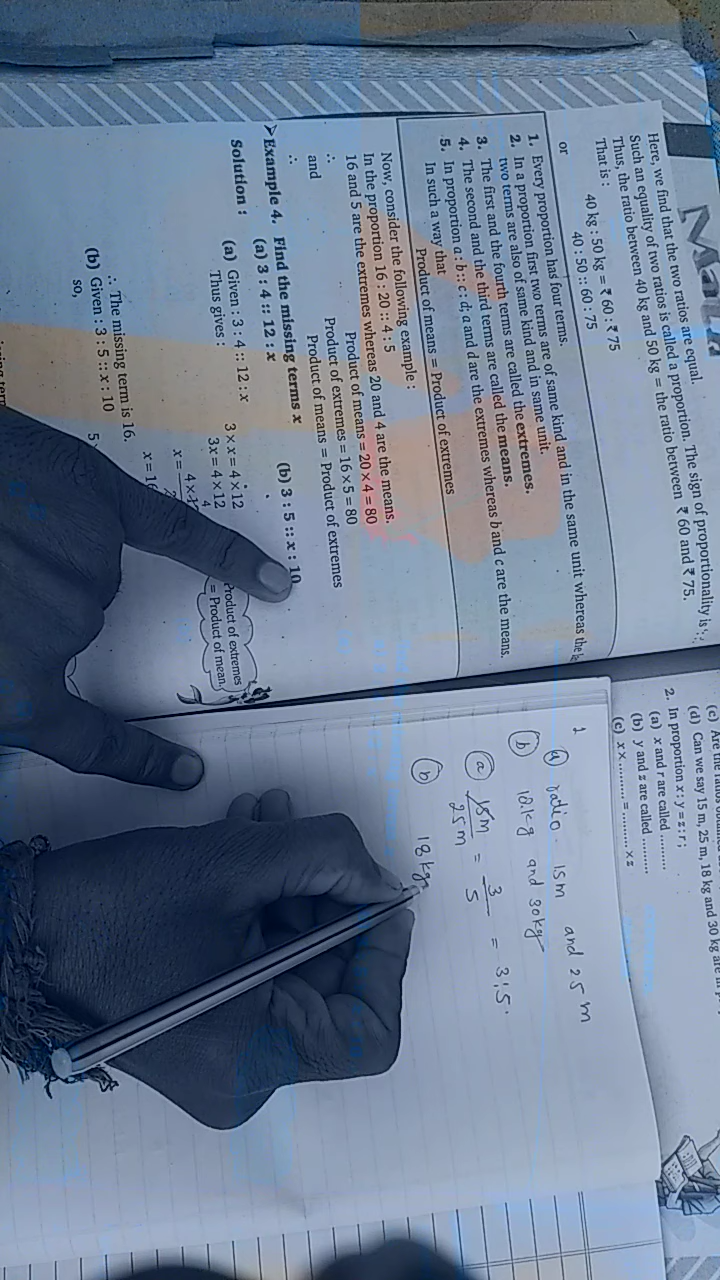 Here, we find that the two ratios are equal.
Such an equality of two ratios is called a proportion. The sign of proportionality is
Thus, the ratio between 40 kg and 50 kg = the ratio between ₹ 60 and ₹ 75.
That is :
40 kg : 50 kg = ₹ 60 : ₹ 75
or 40 : 50 :: 60 : 75
1. Every proportion has four terms.
2. In a proportion first two terms are of same kind and in the same unit whereas the
two terms are also of same kind and in same unit.
3. The first and the fourth terms are called the extremes.
4. The second and the third terms are called the means.
5. In proportion a : b :: c : d; a and d are the extremes whereas b and c are the means.
In such a way that
Product of means = Product of extremes
Now, consider the following example :
In the proportion 16 : 20 :: 4 : 5
16 and 5 are the extremes whereas 20 and 4 are the means.
∴ Product of means = 20 × 4 = 80
and Product of extremes = 16 × 5 = 80
∴ Product of means = Product of extremes
➤ Example 4. Find the missing terms x
(a) 3 : 4 :: 12 : x (b) 3 : 5 :: x : 10
Solution : (a) Given : 3 : 4 :: 12 : x
Thus gives : 3 × x = 4 × 12
3x = 4 × 12
Product of extremes
= Product of mean.
∴ The missing term is 16.
(b) Given : 3 : 5 :: x : 10
so,
(d) Can we say 15 m, 25 m, 18 kg and 30 kg are in
2. In proportion x : y = z : r ;
(a) x and r are called .........
(b) y and z are called .........
(c) x × ......... = ......... × z
1 (a) ratio - 15m and 25 m
(b) 18kg and 30kg
(a) 15m/25m = 3/5 = 3:5.
(b) 18kg